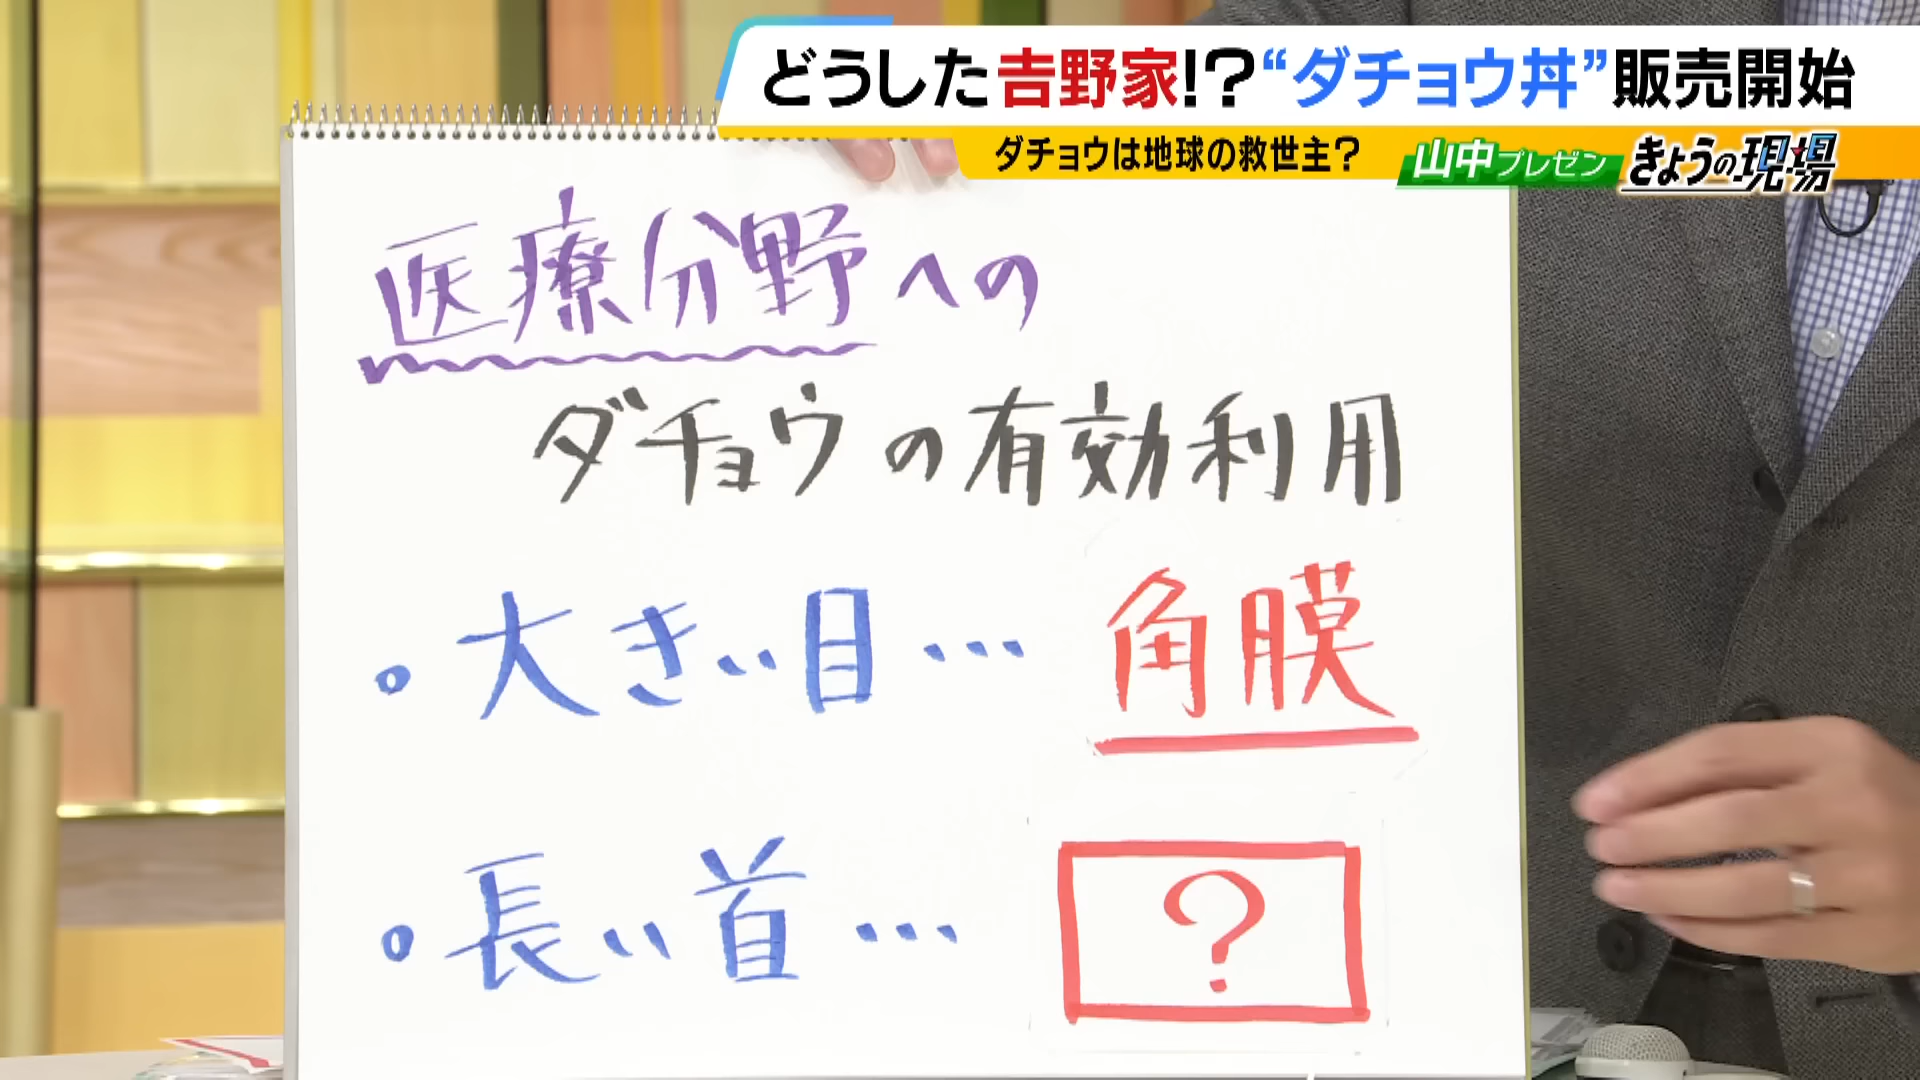 どうした𠮷野家!?“ダチョウ丼”販売開始
ダチョウは地球の救世主?
山中プレゼン きょうの現場
医療分野への
ダチョウの有効利用
・大きい目… 角膜
・長い首… ?